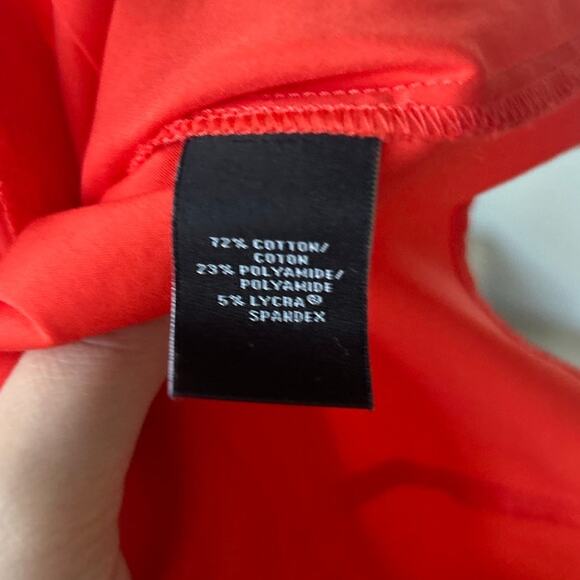 72% COTTON/
COTON
23% POLYAMIDE/
POLYAMIDE
5% LYCRA®
SPANDEX